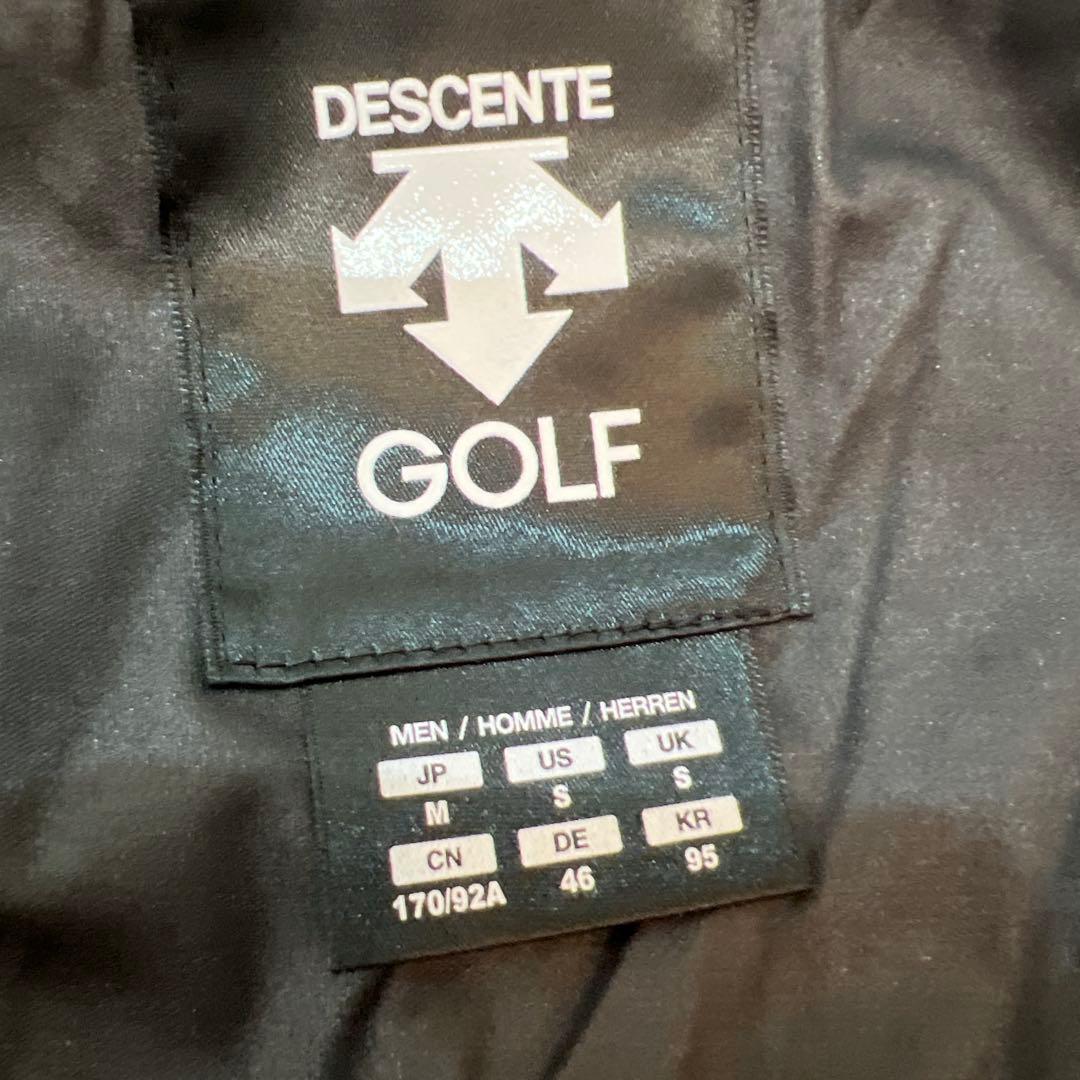 DESCENTE
GOLF
MEN / HOMME / HERREN
JP US UK
M S S
CN DE KR
170/92A 46 95